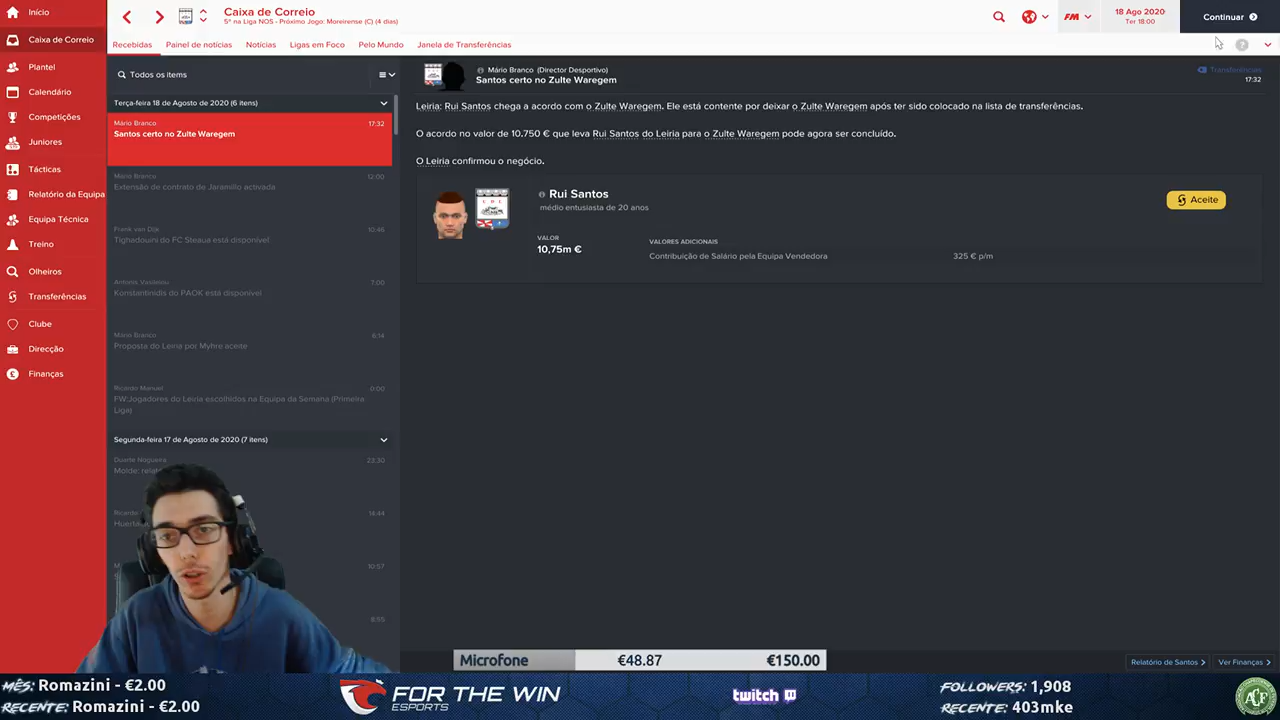 Início
Caixa de Correio
Plantel
Calendário
Competições
Juniores
Tácticas
Relatório da Equipa
Equipa Técnica
Treino
Olheiros
Transferências
Clube
Direcção
Finanças
Caixa de Correio
5º na Liga NOS - Próximo Jogo: Moreirense (C) (4 dias)
FM
18 Ago 2020
Ter 18:00
Continuar
Recebidas
Painel de notícias
Notícias
Ligas em Foco
Pelo Mundo
Janela de Transferências
Todos os itens
Terça-feira 18 de Agosto de 2020 (6 itens)
Mário Branco 17:32
Santos certo no Zulte Waregem
Mário Branco 12:00
Extensão de contrato da Jaramillo activada
Frank van Dijk 10:46
Tighadouini do FC Steaua está disponível
Antonis Vasileiou 7:00
Konstantinidis do PAOK está disponível
Mário Branco 6:14
Proposta do Leiria por Myhre aceite
Ricardo Manuel 0:00
FW:Jogadores do Leiria escolhidos na Equipa da Semana (Primeira
Liga)
Segunda-feira 17 de Agosto de 2020 (7 itens)
Duarte Nogueira 23:30
Molde:
14:44
10:57
8:55
Mário Branco (Director Desportivo)
Santos certo no Zulte Waregem
Transferências
17:32
Leiria: Rui Santos chega a acordo com o Zulte Waregem. Ele está contente por deixar o Zulte Waregem após ter sido colocado na lista de transferências.
O acordo no valor de 10.750 € que leva Rui Santos do Leiria para o Zulte Waregem pode agora ser concluído.
O Leiria confirmou o negócio.
Rui Santos
médio entusiasta de 20 anos
Aceite
VALOR
10,75m €
VALORES ADICIONAIS
Contribuição de Salário pela Equipa Vendedora 325 € p/m
Relatório de Santos
Ver Finanças
Microfone €48.87 €150.00
MÊS: Romazini - €2.00
RECENTE: Romazini - €2.00
FOR THE WIN
ESPORTS
twitch
FOLLOWERS: 1,908
RECENTE: 403mke
ACF